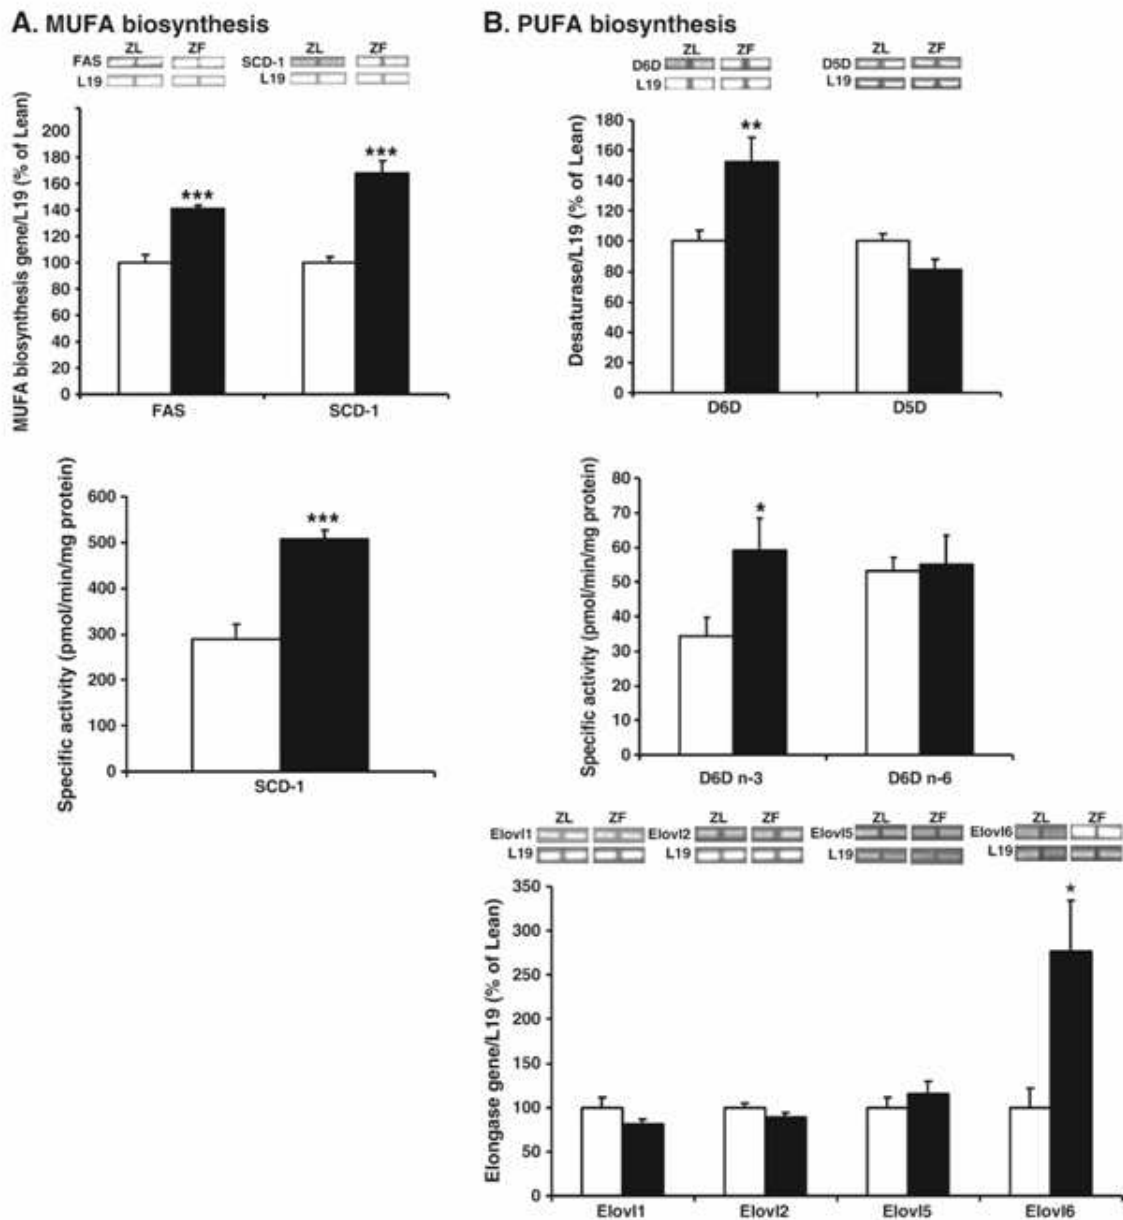 A. MUFA biosynthesis
ZL ZF ZL ZF
FAS SCD-1
L19 L19
MUFA biosynthesis gene/L19 (% of Lean)
200
180
160
140
120
100
80
60
40
20
0
*** ***
FAS SCD-1
Specific activity (pmol/min/mg protein)
600
500
400
300
200
100
0
***
SCD-1
B. PUFA biosynthesis
ZL ZF ZL ZF
D6D D5D
L19 L19
Desaturase/L19 (% of Lean)
180
160
140
120
100
80
60
40
20
0
**
D6D D5D
Specific activity (pmol/min/mg protein)
80
70
60
50
40
30
20
10
0
*
D6D n-3 D6D n-6
ZL ZF ZL ZF ZL ZF ZL ZF
Elovl1 Elovl2 Elovl5 Elovl6
L19 L19 L19 L19
Elongase gene/L19 (% of Lean)
350
300
250
200
150
100
50
0
*
Elovl1 Elovl2 Elovl5 Elovl6